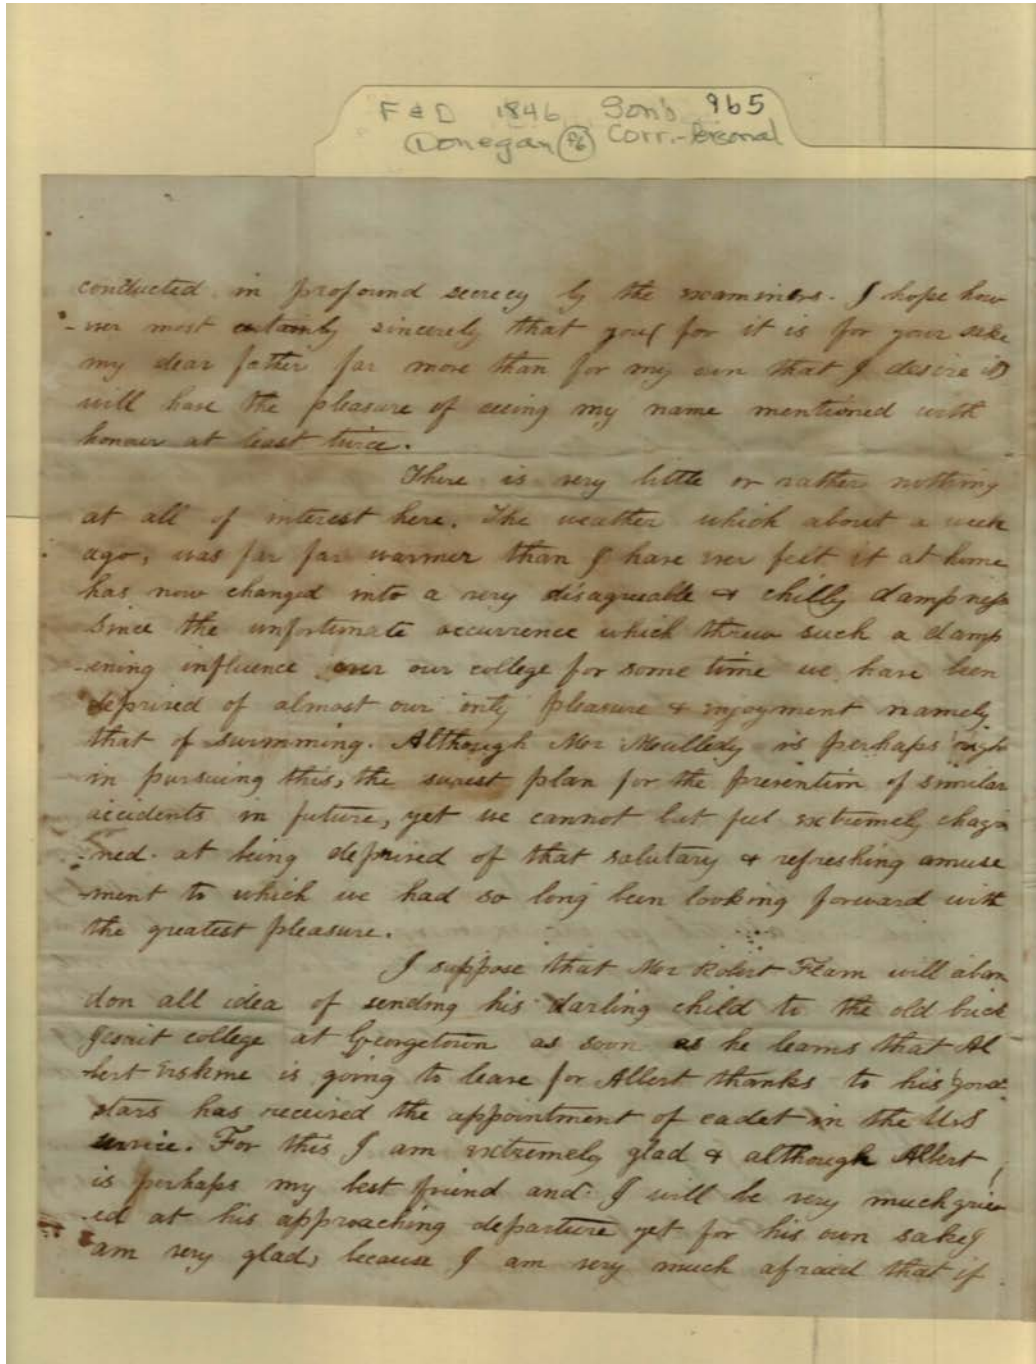 F & D 1846 Son's 965
(Donegan P6) Corr.-Personal
conducted in profound secrecy by the examiners. I hope how
-ever most certainly sincerely that you (for it is for your sake
my dear father far more than for my own that I desire it)
will have the pleasure of seeing my name mentioned with
honour at least twice.
There is very little or rather nothing
at all of interest here. The weather which about a week
ago, was far far warmer than I have ever felt it at home
has now changed into a very disagreeable & chilly dampness
Since the unfortunate occurrence which threw such a damp
-ening influence over our college for some time we have been
deprived of almost our only pleasure & enjoyment namely
that of swimming. Although Mr Mulledy is perhaps right
in pursuing this, the surest plan for the prevention of similar
accidents in future, yet we cannot but feel extremely chagri
-ned at being deprived of that salutary & refreshing amuse
-ment to which we had so long been looking forward with
the greatest pleasure.
I suppose that Mr Robert Fearn will aban
don all idea of sending his darling child to the old brick
Jesuit college at Georgetown as soon as he learns that Al
-bert Erskine is going to leave for Albert thanks to his good
stars has received the appointment of cadet in the U.S
service. For this I am extremely glad & although Albert
is perhaps my best friend and I will be very much griev
-ed at his approaching departure yet for his own sake I
am very glad, because I am very much afraid that if